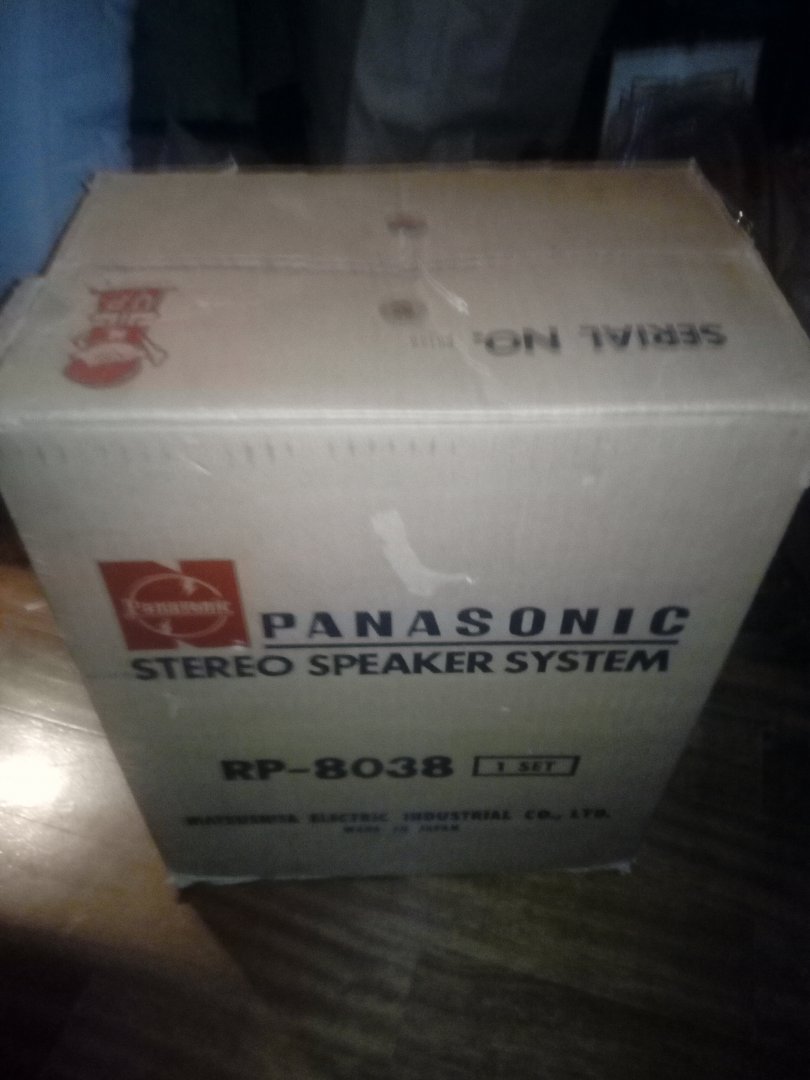 SERIAL NO.
Panasonic
PANASONIC
STEREO SPEAKER SYSTEM
RP-8038 1 SET
MATSUSHITA ELECTRIC INDUSTRIAL CO., LTD.
MADE IN JAPAN